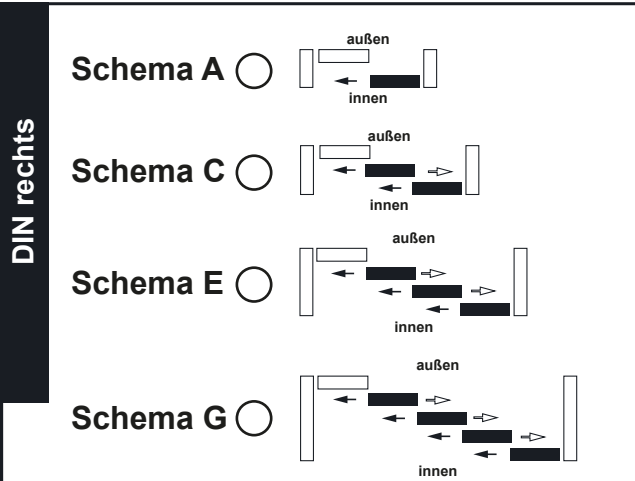 DIN rechts
außen
Schema A
innen
außen
Schema C
innen
außen
Schema E
innen
außen
Schema G
innen